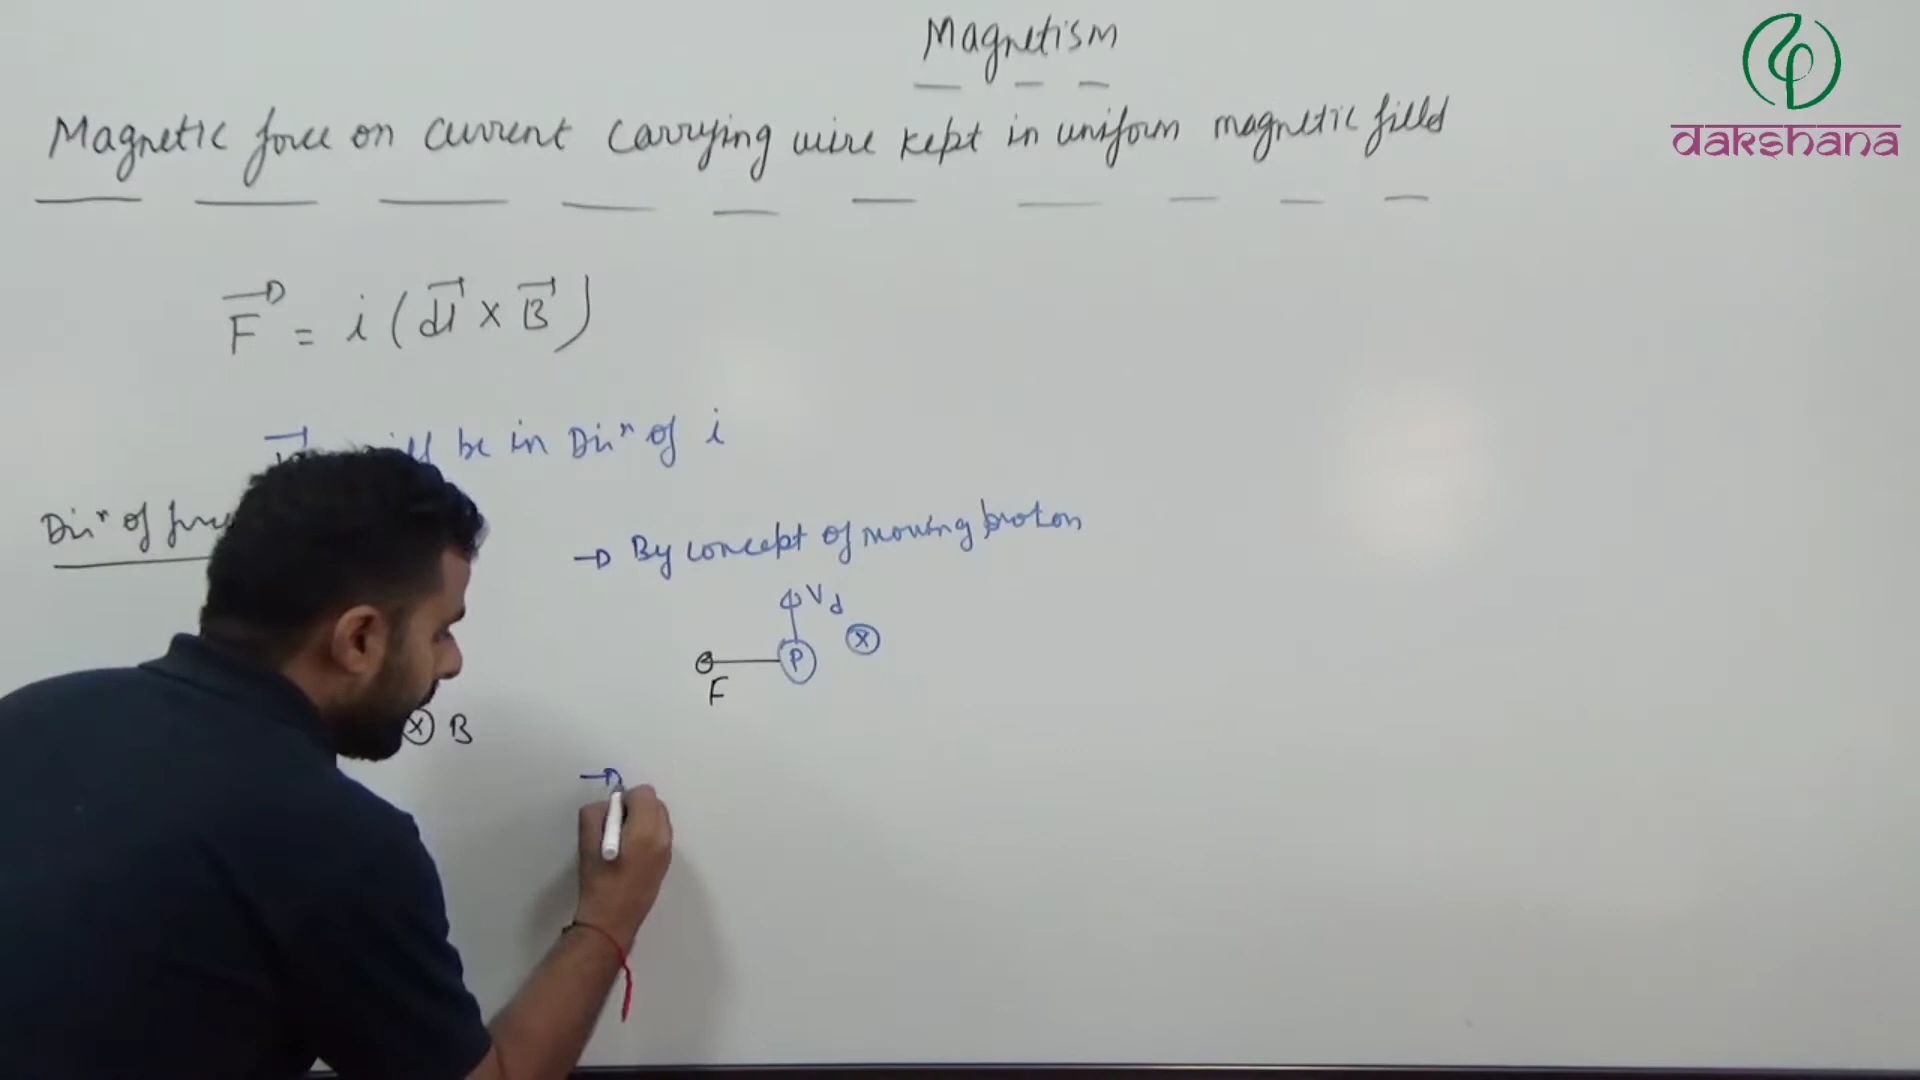 Magnetism
dakshana
Magnetic force on current carrying wire kept in uniform magnetic field
F = i (dl × B)
will be in Dirⁿ of i
Dirⁿ of force
→ By concept of moving proton
Vd
P
X
F
X B
→